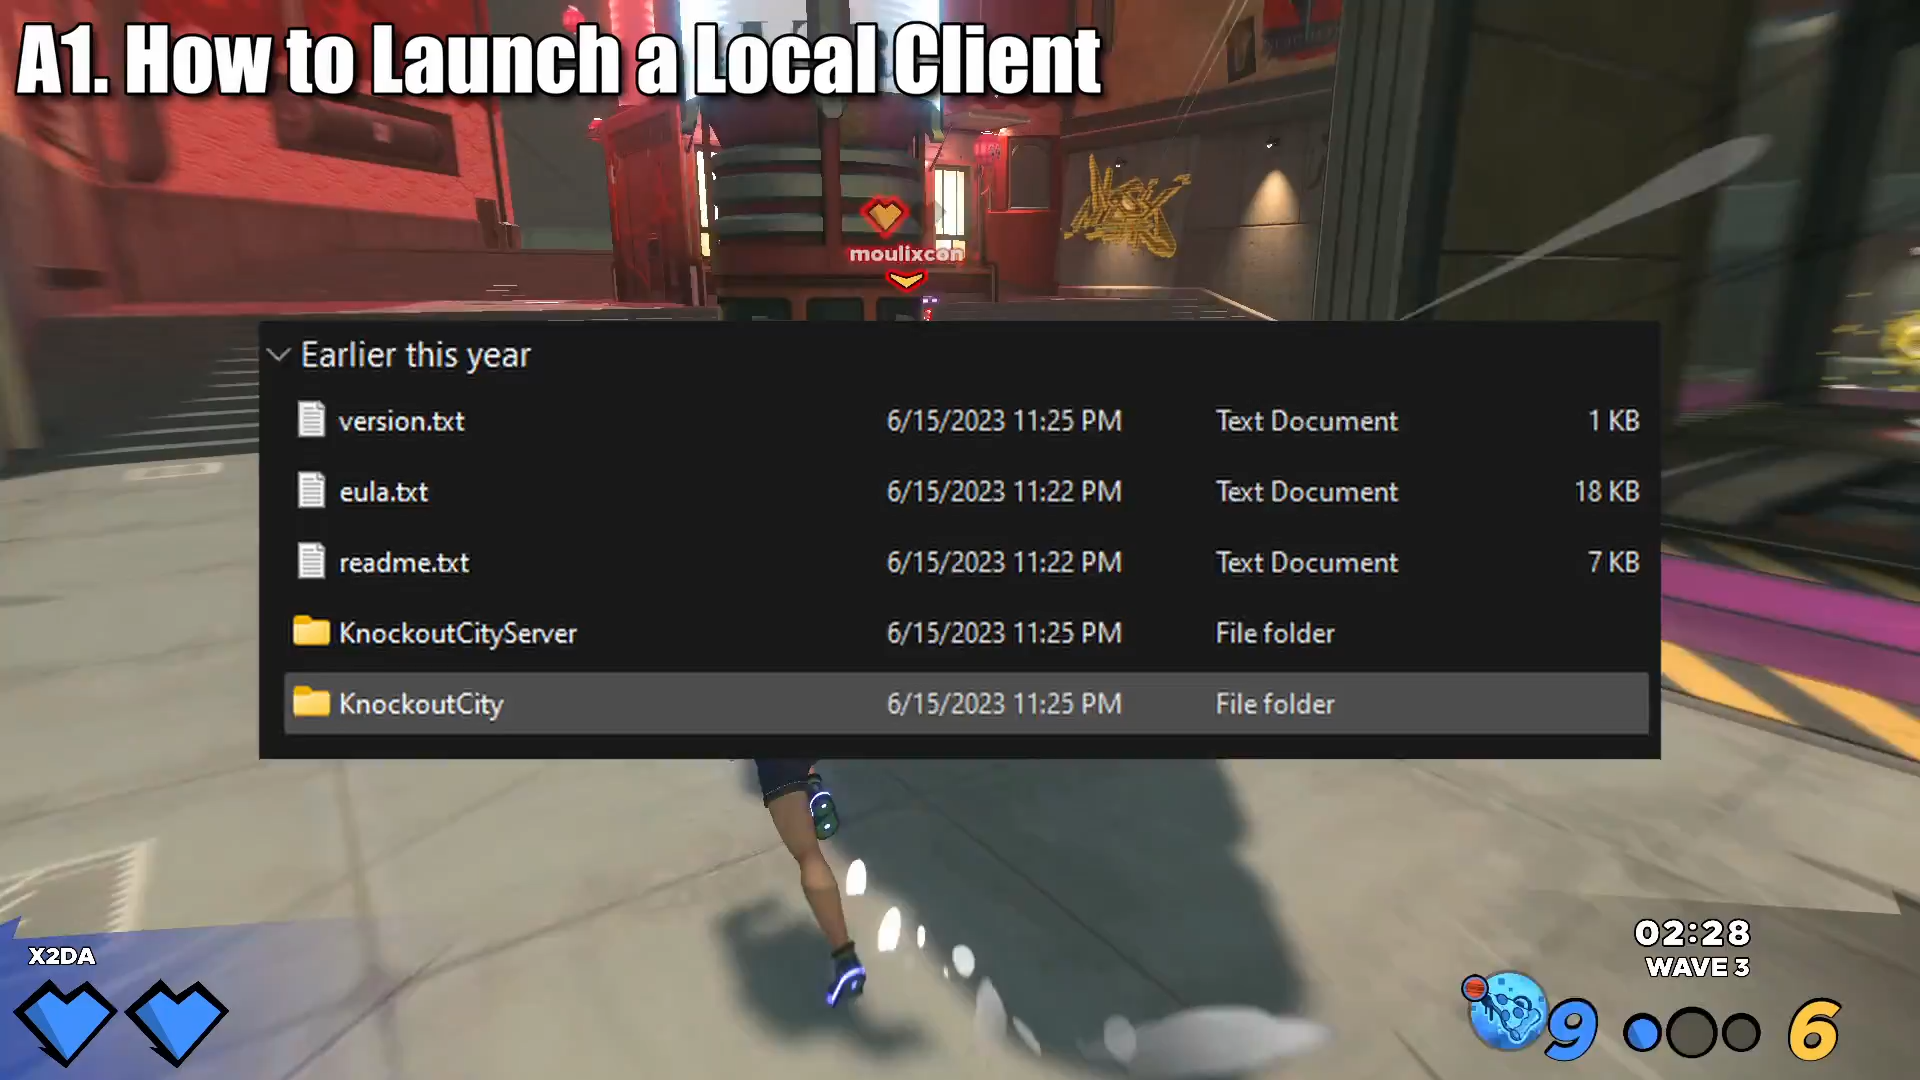 A1. How to Launch a Local Client
moulixcon
Earlier this year
version.txt 6/15/2023 11:25 PM Text Document 1 KB
eula.txt 6/15/2023 11:22 PM Text Document 18 KB
readme.txt 6/15/2023 11:22 PM Text Document 7 KB
KnockoutCityServer 6/15/2023 11:25 PM File folder
KnockoutCity 6/15/2023 11:25 PM File folder
X2DA
02:28
WAVE 3
9 6